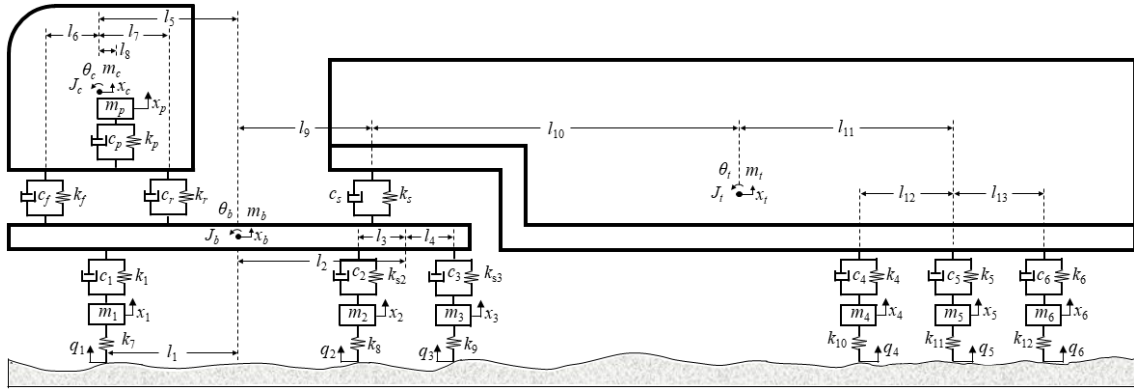 l5
l6 l7
l8
θc mc
Jc xc
mp xp
cp kp
l9 l10 l11
θt mt
Jt xt
cf kf cr kr
θb mb
Jb xb
cs ks
l12 l13
l3 l4
l2
c1 k1 c2 ks2 c3 ks3 c4 k4 c5 k5 c6 k6
m1 x1 m2 x2 m3 x3 m4 x4 m5 x5 m6 x6
k7 k8 k9 k10 k11 k12
q1 l1 q2 q3 q4 q5 q6